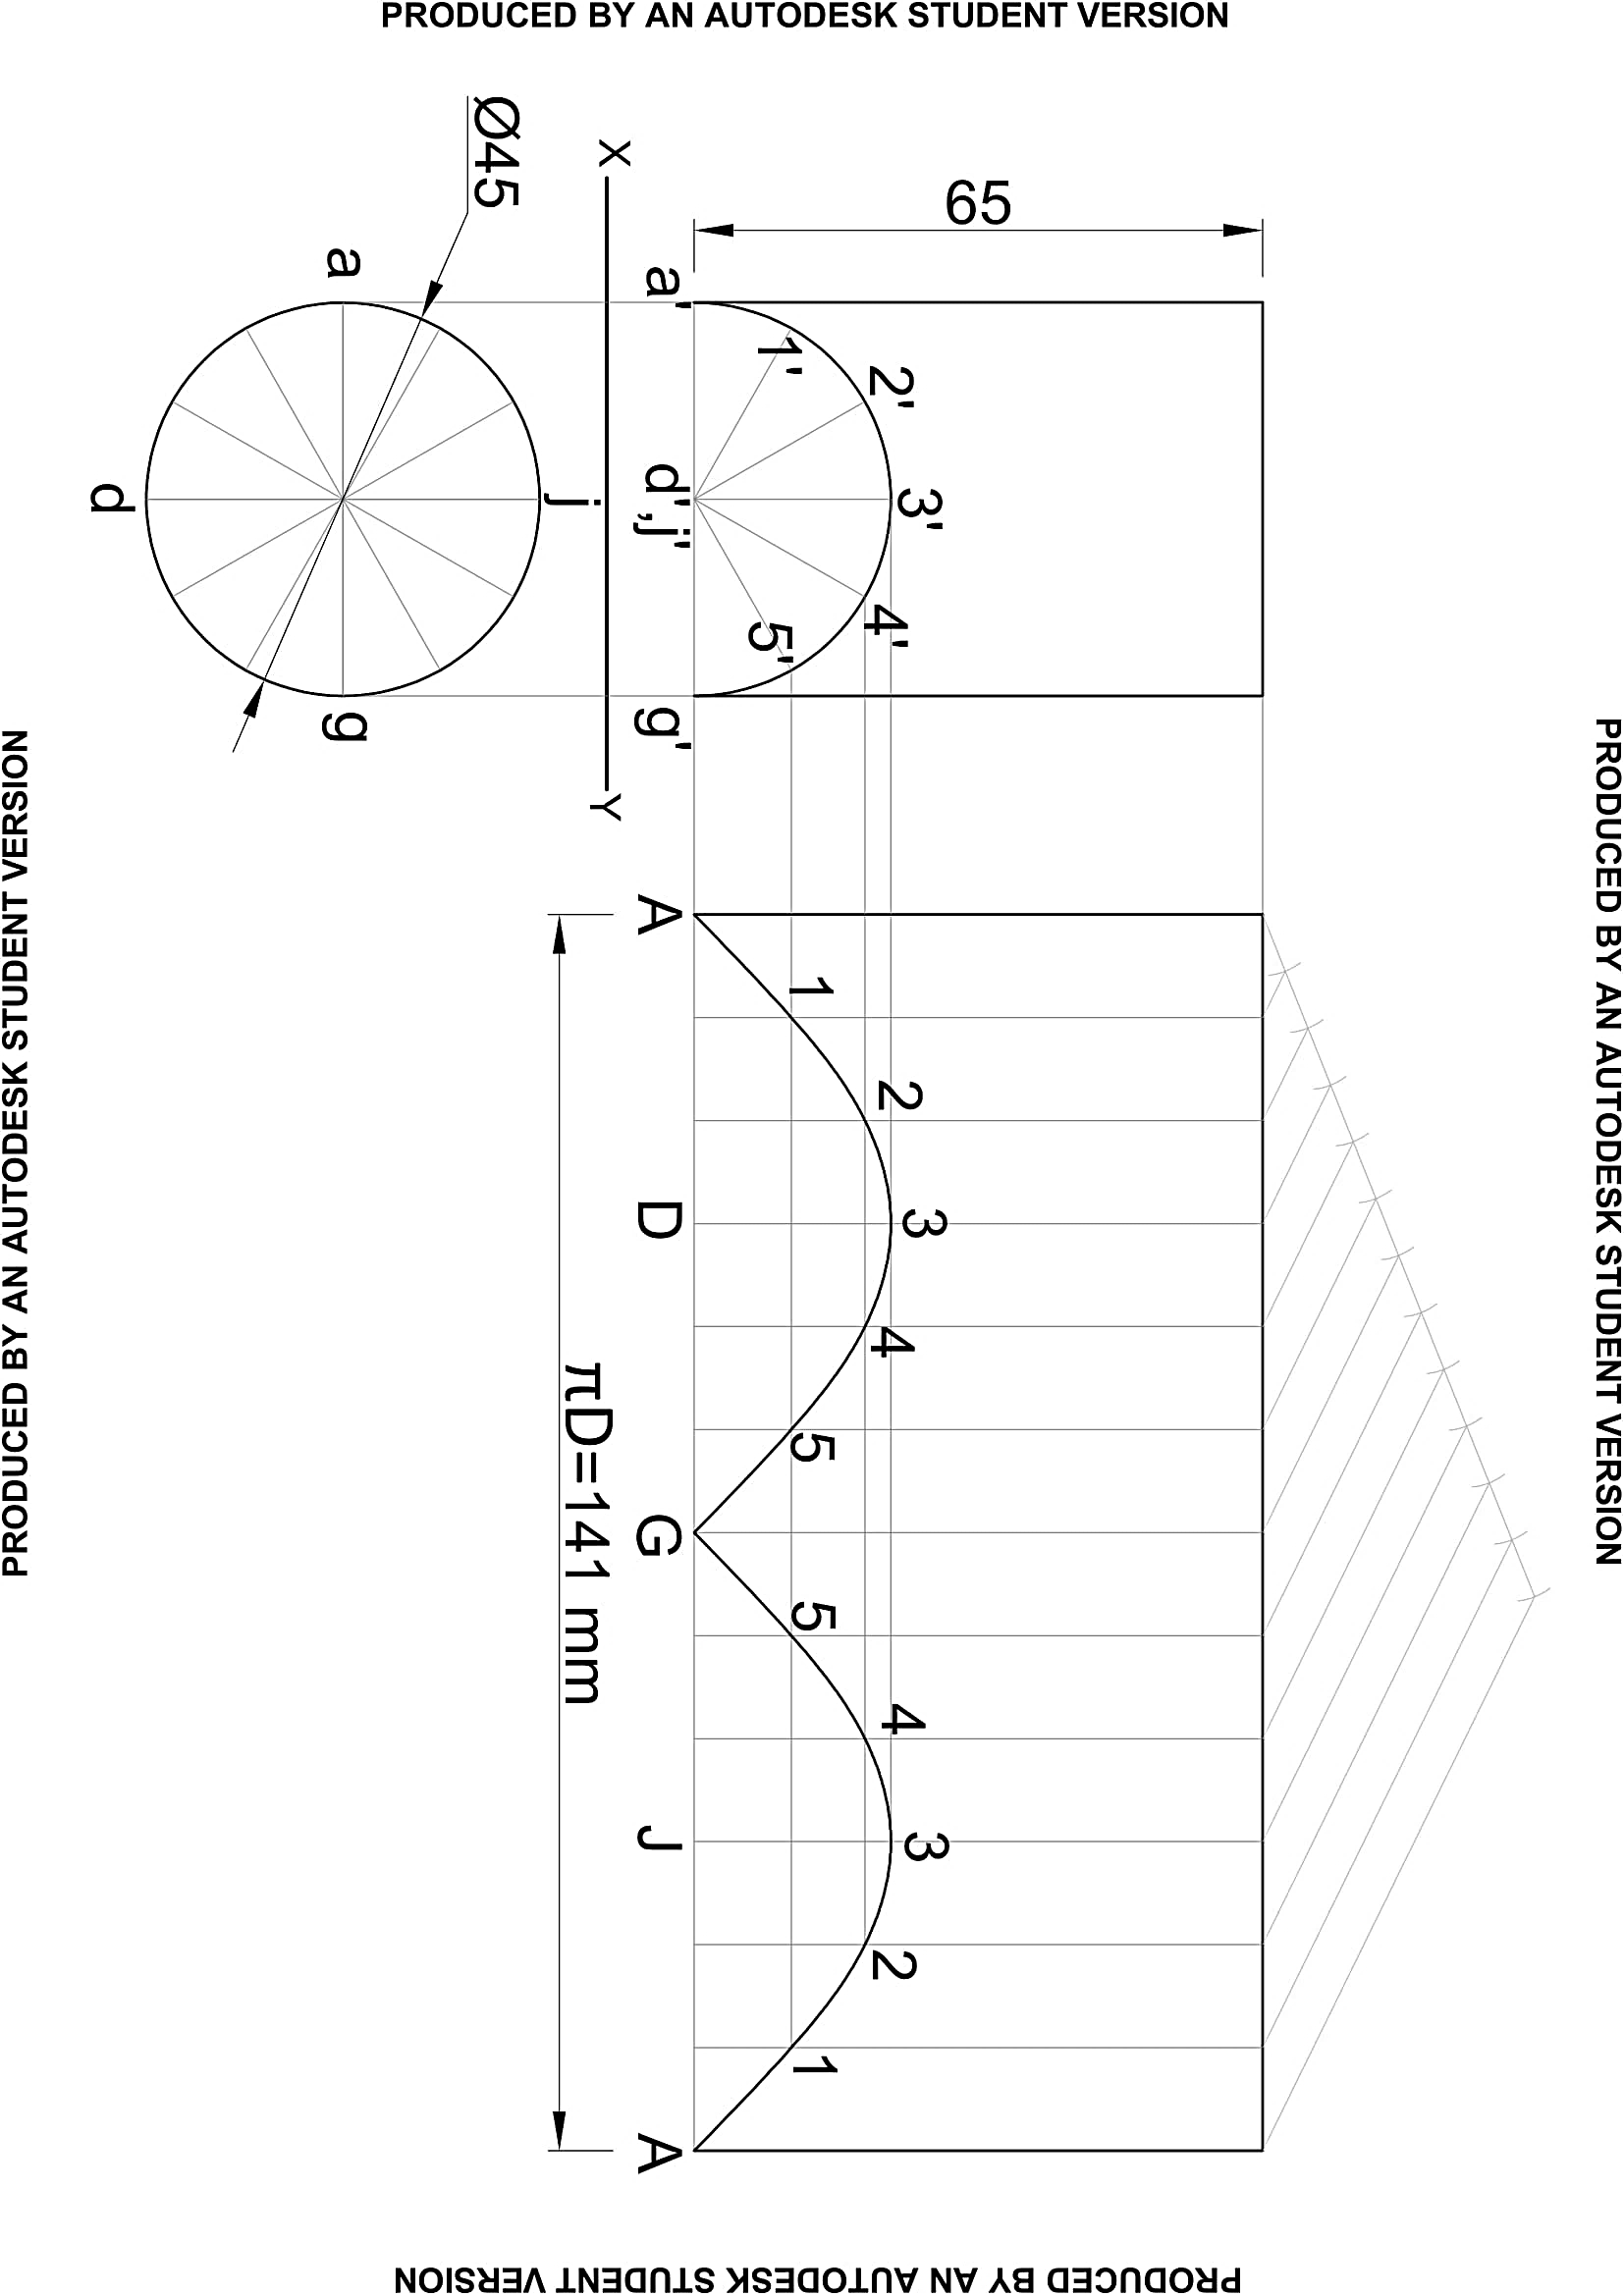 PRODUCED BY AN AUTODESK STUDENT VERSION
Ø45
X
65
a
a'
1'
2'
d
j
d',j'
3'
4'
5'
g
g'
Y
PRODUCED BY AN AUTODESK STUDENT VERSION
PRODUCED BY AN AUTODESK STUDENT VERSION
A
1
2
D
3
4
5
G
5
4
J
3
2
1
A
πD=141 mm
PRODUCED BY AN AUTODESK STUDENT VERSION